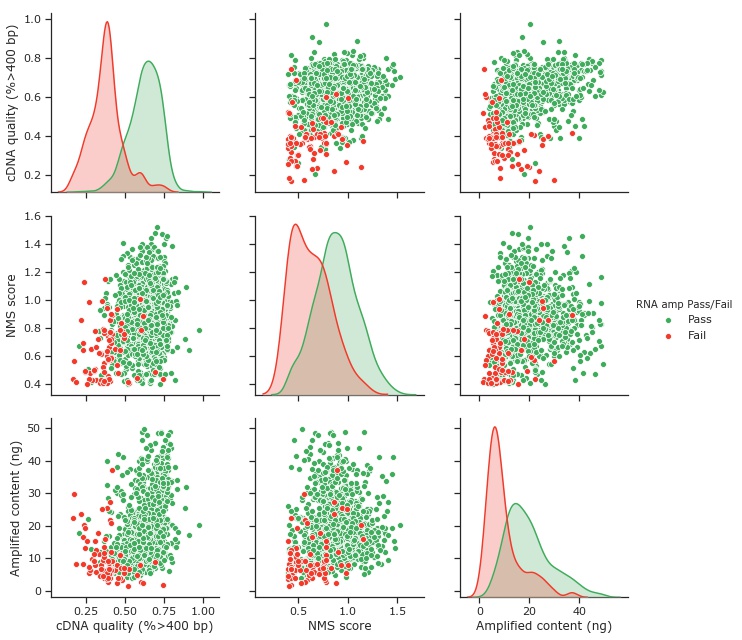 cDNA quality (%>400 bp)
1.0
0.8
0.6
0.4
0.2
NMS score
1.6
1.4
1.2
1.0
0.8
0.6
0.4
RNA amp Pass/Fail
Pass
Fail
Amplified content (ng)
50
40
30
20
10
0
0.25 0.50 0.75 1.00
0.5 1.0 1.5
0 20 40
cDNA quality (%>400 bp)
NMS score
Amplified content (ng)